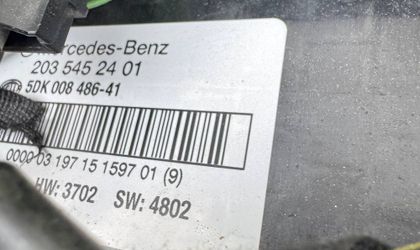 Mercedes-Benz
203 545 24 01
5DK 008 486-41
0000 03 197 15 1597 01 (9)
HW: 3702 SW: 4802